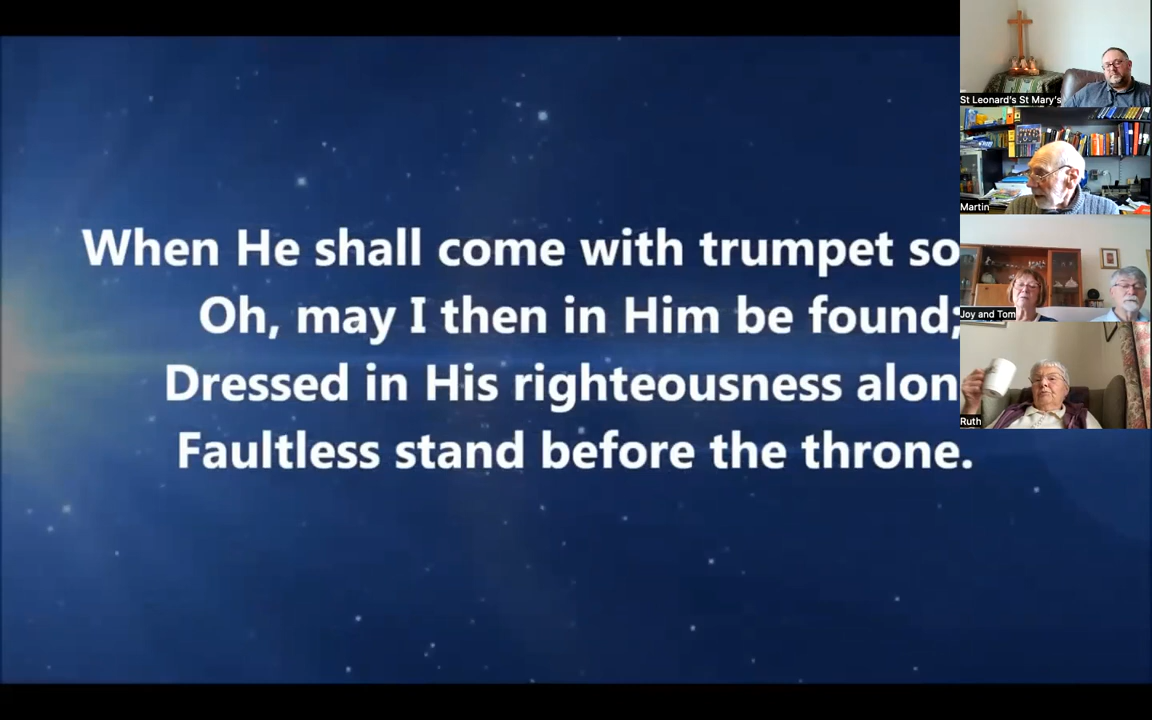 When He shall come with trumpet so
Oh, may I then in Him be found;
Dressed in His righteousness alon
Faultless stand before the throne.
St Leonard's St Mary's
Martin
Joy and Tom
Ruth